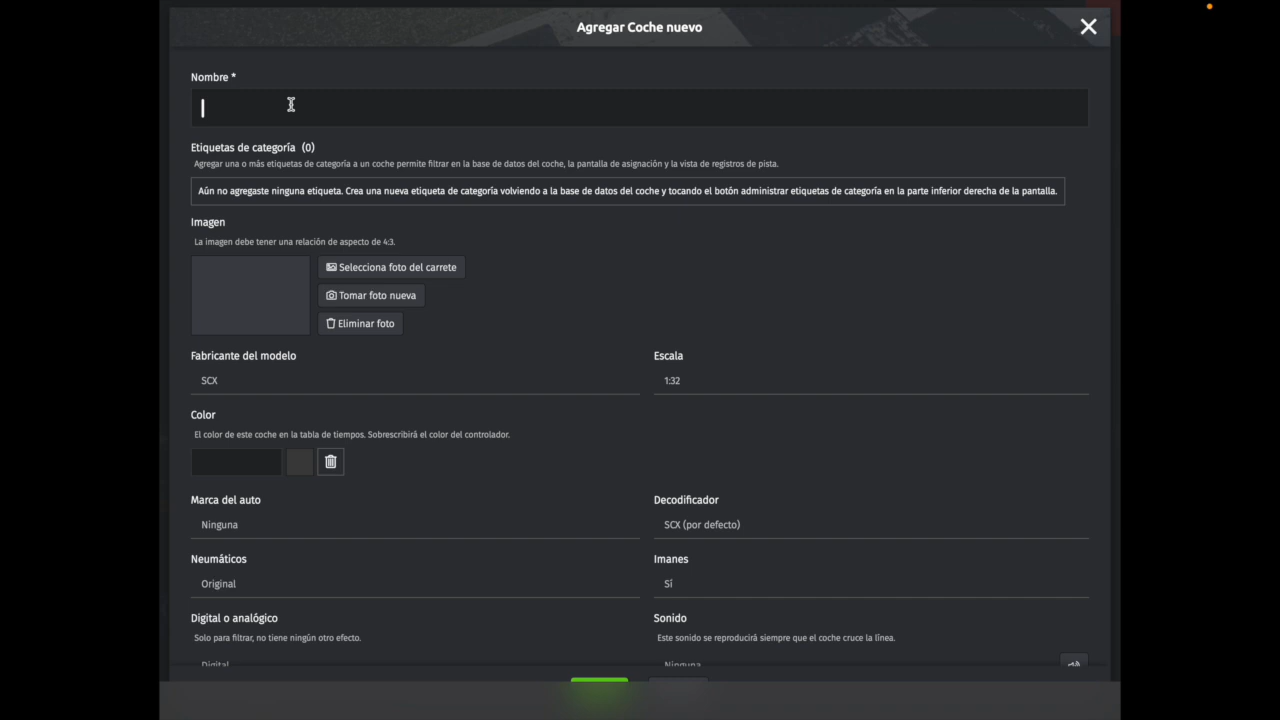 Agregar Coche nuevo
Nombre *
Etiquetas de categoría (0)
Agregar una o más etiquetas de categoría a un coche permite filtrar en la base de datos del coche, la pantalla de asignación y la vista de registros de pista.
Aún no agregaste ninguna etiqueta. Crea una nueva etiqueta de categoría volviendo a la base de datos del coche y tocando el botón administrar etiquetas de categoría en la parte inferior derecha de la pantalla.
Imagen
La imagen debe tener una relación de aspecto de 4:3.
Selecciona foto del carrete
Tomar foto nueva
Eliminar foto
Fabricante del modelo
Escala
SCX
1:32
Color
El color de este coche en la tabla de tiempos. Sobrescribirá el color del controlador.
Marca del auto
Decodificador
Ninguna
SCX (por defecto)
Neumáticos
Imanes
Original
Sí
Digital o analógico
Sonido
Solo para filtrar, no tiene ningún otro efecto.
Este sonido se reproducirá siempre que el coche cruce la línea.
Digital
Ninguna